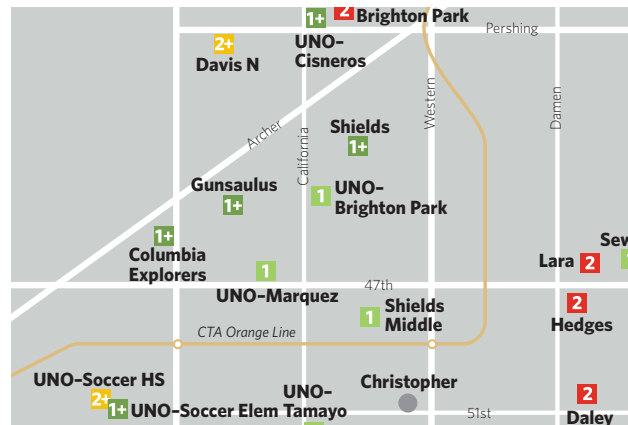 2
Brighton Park
1+
UNO–
Cisneros
Pershing
2+
Davis N
Archer
California
Western
Damen
Shields
1+
Gunsaulus
1+
1
UNO–
Brighton Park
1+
Columbia
Explorers
1
UNO–Marquez
47th
Lara
2
1
Shields
Middle
2
Hedges
CTA Orange Line
UNO–Soccer HS
2+
1+
UNO–Soccer Elem
UNO–
Tamayo
Christopher
51st
2
Daley